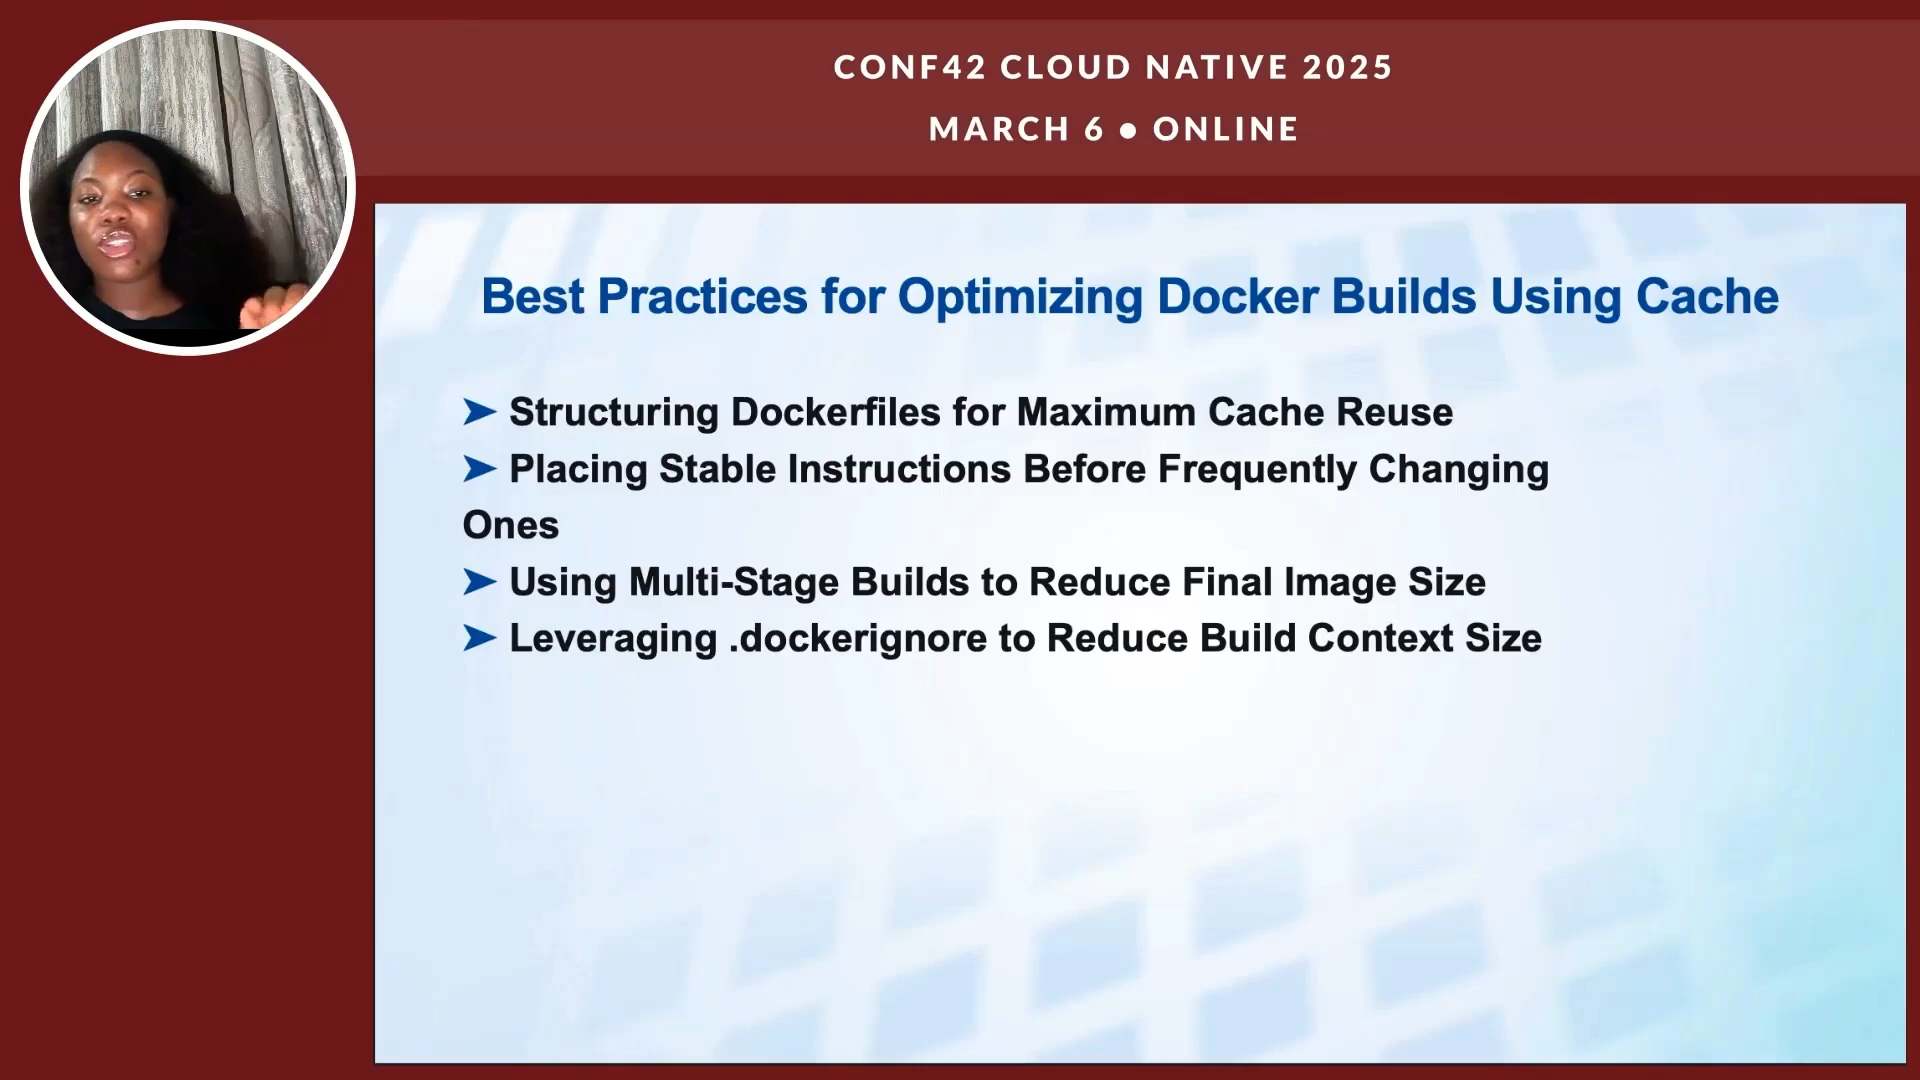 CONF42 CLOUD NATIVE 2025
MARCH 6 ● ONLINE
Best Practices for Optimizing Docker Builds Using Cache
➤ Structuring Dockerfiles for Maximum Cache Reuse
➤ Placing Stable Instructions Before Frequently Changing
Ones
➤ Using Multi-Stage Builds to Reduce Final Image Size
➤ Leveraging .dockerignore to Reduce Build Context Size